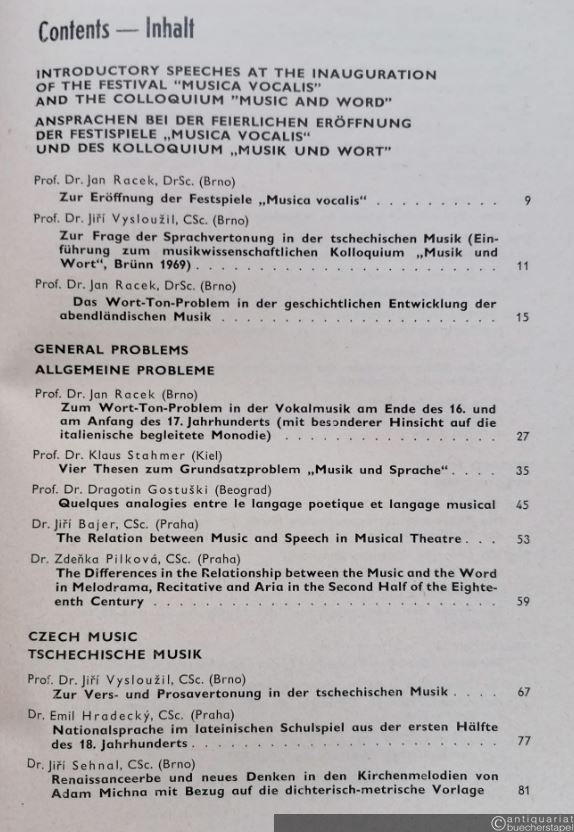 Contents — Inhalt
INTRODUCTORY SPEECHES AT THE INAUGURATION
OF THE FESTIVAL "MUSICA VOCALIS"
AND THE COLLOQUIUM "MUSIC AND WORD"
ANSPRACHEN BEI DER FEIERLICHEN ERÖFFNUNG
DER FESTISPIELE „MUSICA VOCALIS“
UND DES KOLLOQUIUM „MUSIK UND WORT"
Prof. Dr. Jan Racek, DrSc. (Brno)
Zur Eröffnung der Festspiele „Musica vocalis“ . . . . . . . . . . 9
Prof. Dr. Jiří Vysloužil, CSc. (Brno)
Zur Frage der Sprachvertonung in der tschechischen Musik (Ein-
führung zum musikwissenschaftlichen Kolloquium „Musik und
Wort“, Brünn 1969) . . . . . . . . . . . . . . . . . . . . . . . . . 11
Prof. Dr. Jan Racek, DrSc. (Brno)
Das Wort-Ton-Problem in der geschichtlichen Entwicklung der
abendländischen Musik . . . . . . . . . . . . . . . . . . . . . . . 15
GENERAL PROBLEMS
ALLGEMEINE PROBLEME
Prof. Dr. Jan Racek (Brno)
Zum Wort-Ton-Problem in der Vokalmusik am Ende des 16. und
am Anfang des 17. Jahrhunderts (mit besonderer Hinsicht auf die
italienische begleitete Monodie) . . . . . . . . . . . . . . . . . . 27
Prof. Dr. Klaus Stahmer (Kiel)
Vier Thesen zum Grundsatzproblem „Musik und Sprache“ . . . . 35
Prof. Dr. Dragotin Gostuški (Beograd)
Quelques analogies entre le langage poetique et langage musical 45
Dr. Jiří Bajer, CSc. (Praha)
The Relation between Music and Speech in Musical Theatre . . . 53
Dr. Zdeňka Pilková, CSc. (Praha)
The Differences in the Relationship between the Music and the Word
in Melodrama, Recitative and Aria in the Second Half of the Eighte-
enth Century . . . . . . . . . . . . . . . . . . . . . . . . . . . . 59
CZECH MUSIC
TSCHECHISCHE MUSIK
Prof. Dr. Jiří Vysloužil, CSc. (Brno)
Zur Vers- und Prosavertonung in der tschechischen Musik . . . . 67
Dr. Emil Hradecký, CSc. (Praha)
Nationalsprache im lateinischen Schulspiel aus der ersten Hälfte
des 18. Jahrhunderts . . . . . . . . . . . . . . . . . . . . . . . . 77
Dr. Jiří Sehnal, CSc. (Brno)
Renaissanceerbe und neues Denken in den Kirchenmelodien von
Adam Michna mit Bezug auf die dichterisch-metrische Vorlage 81
© antiquariat
buecherstapel